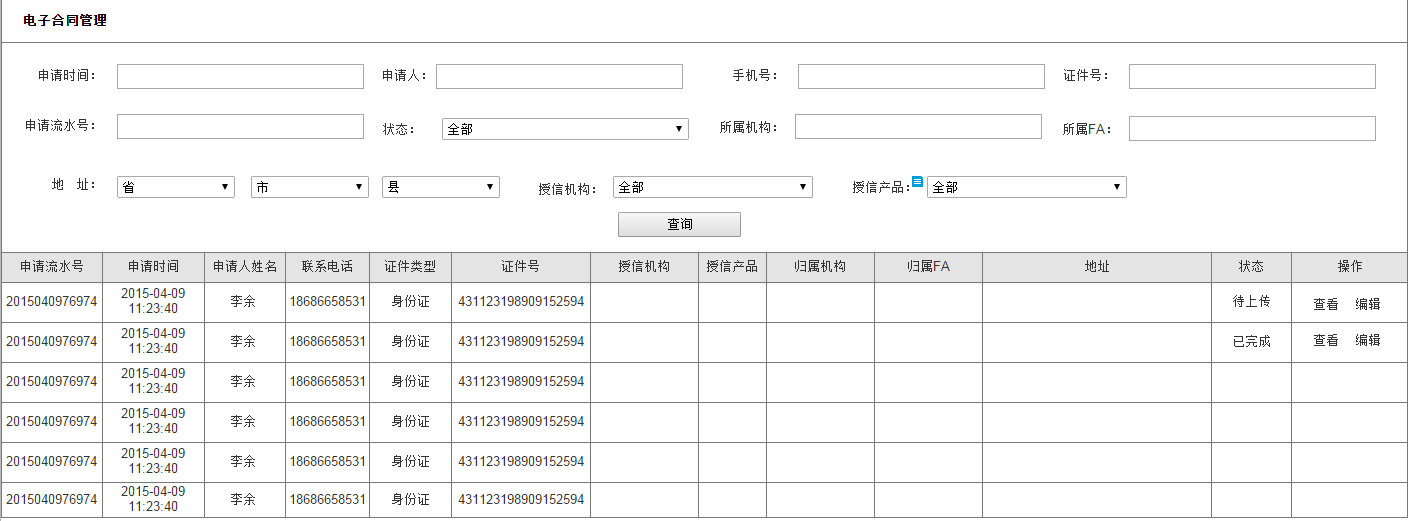 电子合同管理
申请时间： 申请人： 手机号： 证件号：
申请流水号： 状态： 全部 所属机构： 所属FA：
地 址： 省 市 县 授信机构： 全部 授信产品： 全部
查询
申请流水号 申请时间 申请人姓名 联系电话 证件类型 证件号 授信机构 授信产品 归属机构 归属FA 地址 状态 操作
2015040976974 2015-04-09 11:23:40 李余 18686658531 身份证 431123198909152594 待上传 查看 编辑
2015040976974 2015-04-09 11:23:40 李余 18686658531 身份证 431123198909152594 已完成 查看 编辑
2015040976974 2015-04-09 11:23:40 李余 18686658531 身份证 431123198909152594
2015040976974 2015-04-09 11:23:40 李余 18686658531 身份证 431123198909152594
2015040976974 2015-04-09 11:23:40 李余 18686658531 身份证 431123198909152594
2015040976974 2015-04-09 11:23:40 李余 18686658531 身份证 431123198909152594